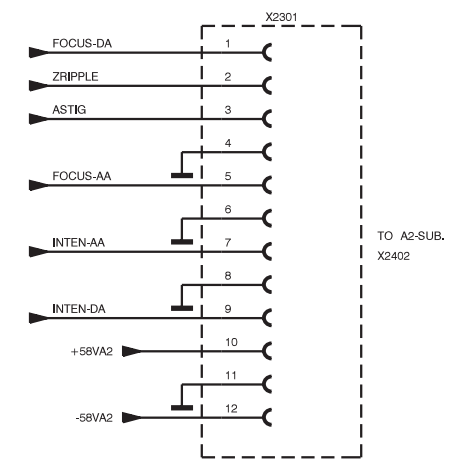 X2301
FOCUS-DA 1
ZRIPPLE 2
ASTIG 3
4
FOCUS-AA 5
6
INTEN-AA 7
TO A2-SUB.
X2402
8
INTEN-DA 9
+58VA2 10
11
-58VA2 12